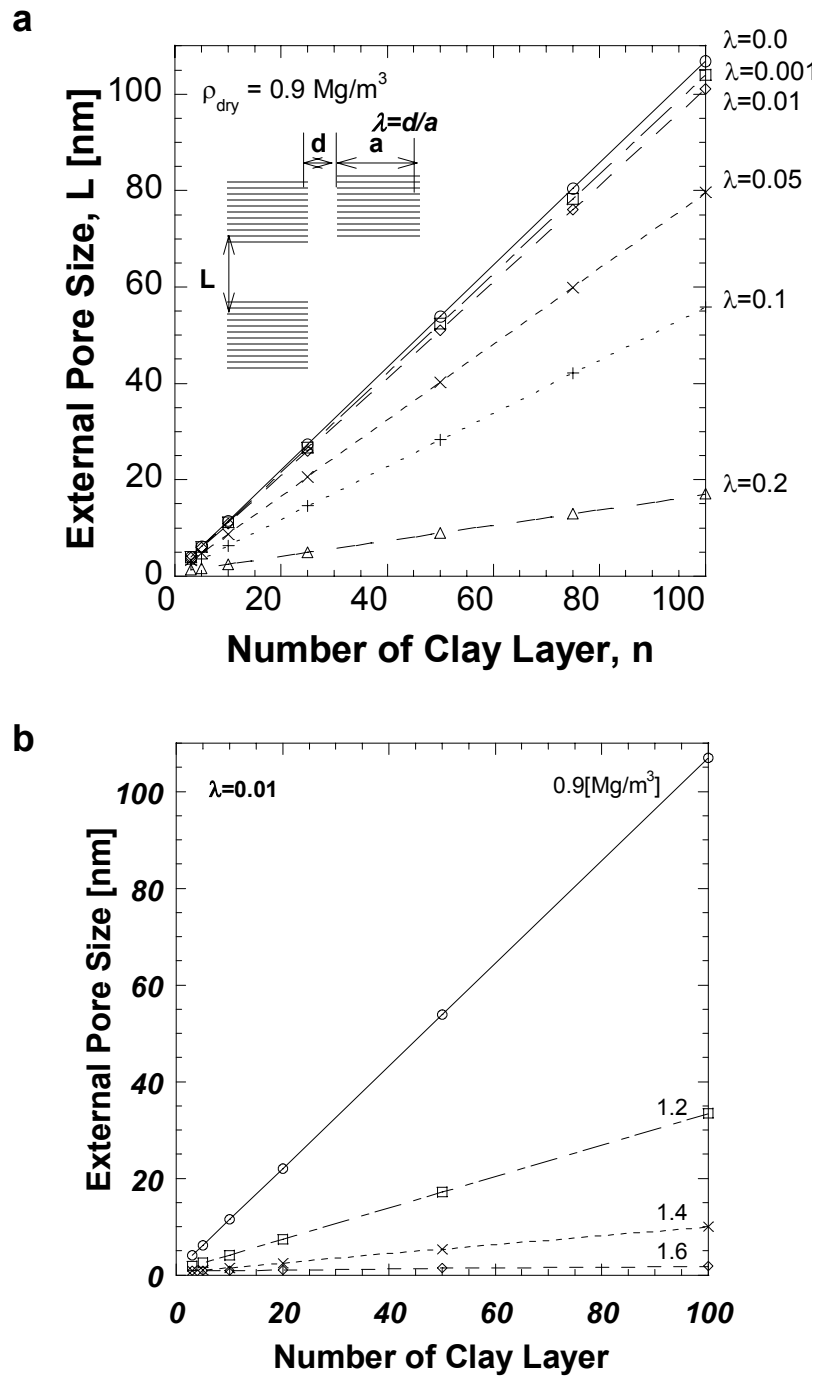 a
λ=0.0
λ=0.001
λ=0.01
λ=0.05
λ=0.1
λ=0.2
ρdry = 0.9 Mg/m³
λ=d/a
d
a
L
External Pore Size, L [nm]
100
80
60
40
20
0
0
20
40
60
80
100
Number of Clay Layer, n
b
λ=0.01
0.9[Mg/m³]
1.2
1.4
1.6
External Pore Size [nm]
100
80
60
40
20
0
0
20
40
60
80
100
Number of Clay Layer